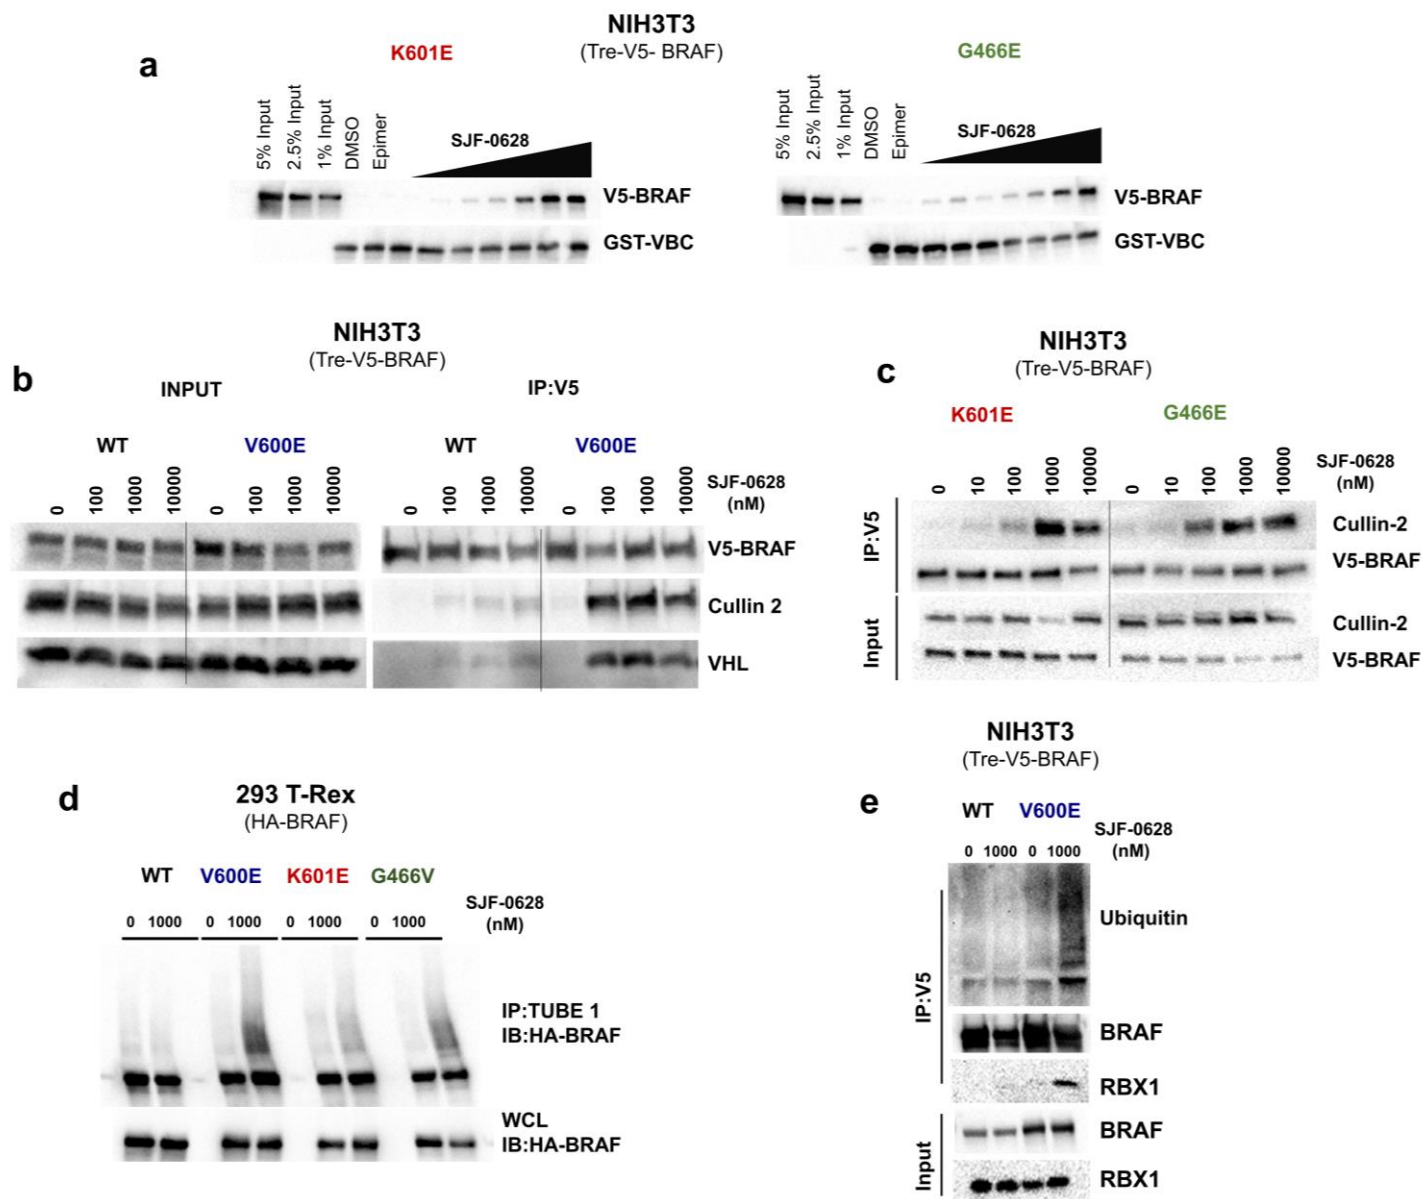 NIH3T3
(Tre-V5- BRAF)
a
K601E
G466E
5% Input
2.5% Input
1% Input
DMSO
Epimer
SJF-0628
5% Input
2.5% Input
1% Input
DMSO
Epimer
SJF-0628
V5-BRAF
V5-BRAF
GST-VBC
GST-VBC
b
NIH3T3
(Tre-V5-BRAF)
INPUT
IP:V5
WT
V600E
WT
V600E
0 100 1000 10000 0 100 1000 10000
0 100 1000 10000 0 100 1000 10000
SJF-0628
(nM)
V5-BRAF
Cullin 2
VHL
c
NIH3T3
(Tre-V5-BRAF)
K601E
G466E
0 10 100 1000 10000 0 10 100 1000 10000
SJF-0628
(nM)
IP:V5
Cullin-2
V5-BRAF
Input
Cullin-2
V5-BRAF
d
293 T-Rex
(HA-BRAF)
WT
V600E
K601E
G466V
0 1000 0 1000 0 1000 0 1000
SJF-0628
(nM)
IP:TUBE 1
IB:HA-BRAF
WCL
IB:HA-BRAF
e
NIH3T3
(Tre-V5-BRAF)
WT
V600E
0 1000 0 1000
SJF-0628
(nM)
IP:V5
Ubiquitin
BRAF
RBX1
Input
BRAF
RBX1